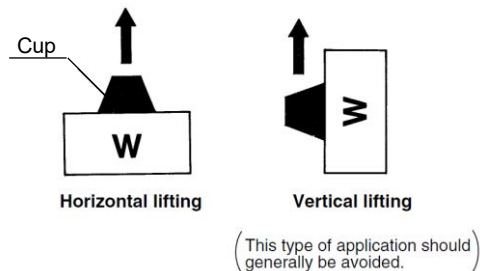 Cup
W
W
Horizontal lifting
Vertical lifting
(This type of application should
generally be avoided.)